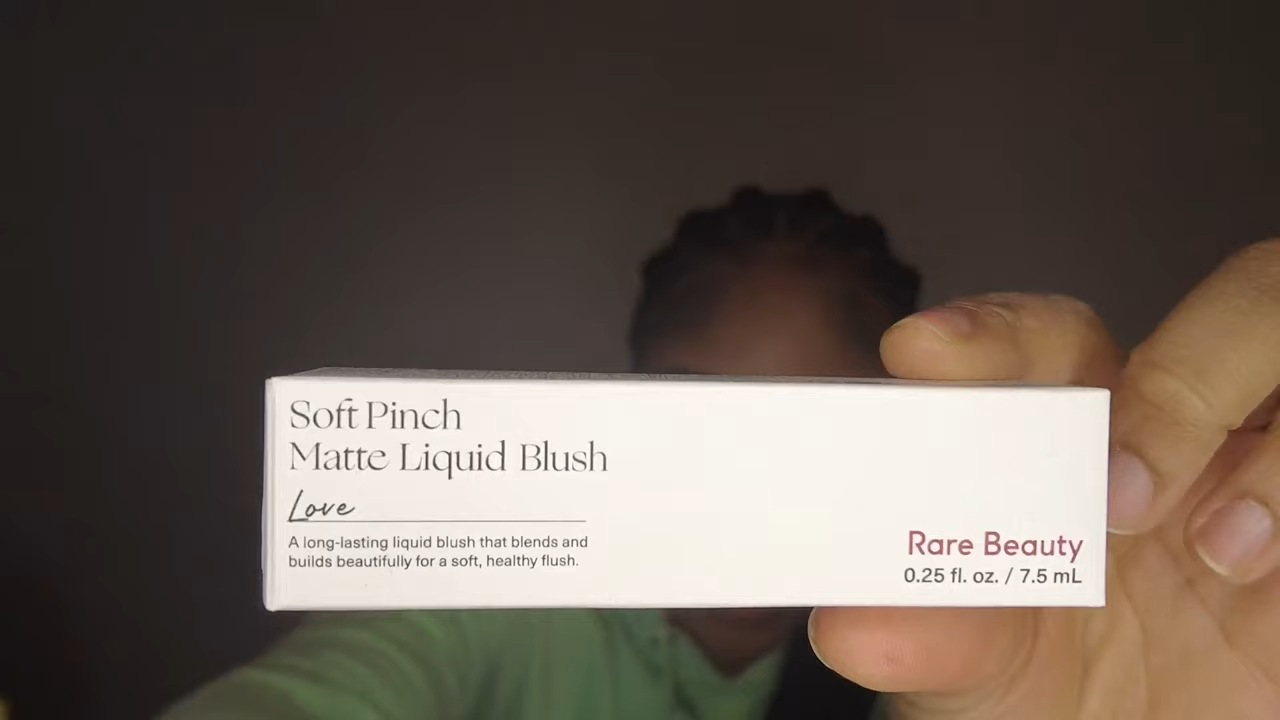 Soft Pinch
Matte Liquid Blush
Love
A long-lasting liquid blush that blends and
builds beautifully for a soft, healthy flush.
Rare Beauty
0.25 fl. oz. / 7.5 mL